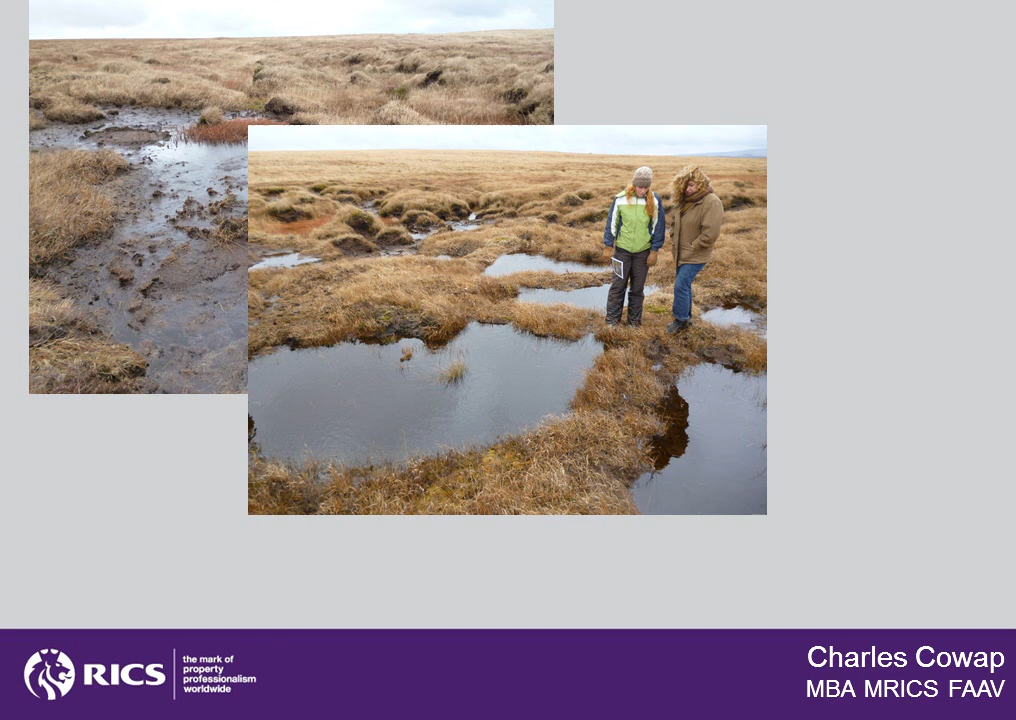 RICS
the mark of
property
professionalism
worldwide
Charles Cowap
MBA MRICS FAAV